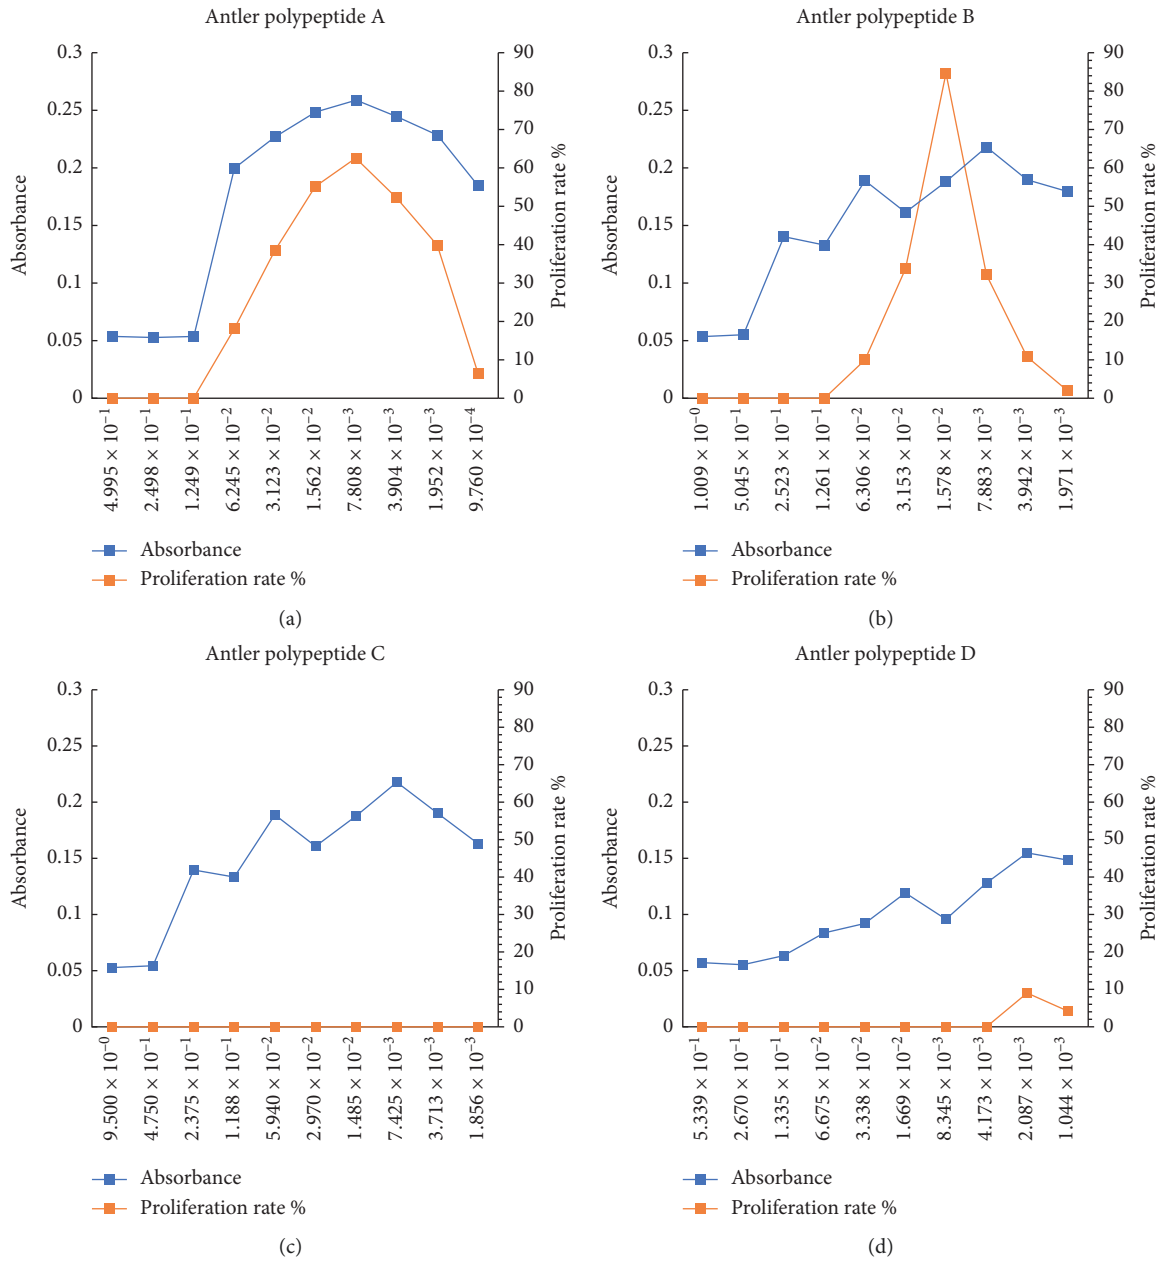 Antler polypeptide A
0.3
0.25
0.2
0.15
0.1
0.05
0
Absorbance
90
80
70
60
50
40
30
20
10
0
Proliferation rate %
4.995 × 10⁻¹
2.498 × 10⁻¹
1.249 × 10⁻¹
6.245 × 10⁻²
3.123 × 10⁻²
1.562 × 10⁻²
7.808 × 10⁻³
3.904 × 10⁻³
1.952 × 10⁻³
9.760 × 10⁻⁴
Absorbance
Proliferation rate %
(a)
Antler polypeptide B
0.3
0.25
0.2
0.15
0.1
0.05
0
Absorbance
90
80
70
60
50
40
30
20
10
0
Proliferation rate %
1.009 × 10⁻⁰
5.045 × 10⁻¹
2.523 × 10⁻¹
1.261 × 10⁻¹
6.306 × 10⁻²
3.153 × 10⁻²
1.578 × 10⁻²
7.883 × 10⁻³
3.942 × 10⁻³
1.971 × 10⁻³
Absorbance
Proliferation rate %
(b)
Antler polypeptide C
0.3
0.25
0.2
0.15
0.1
0.05
0
Absorbance
90
80
70
60
50
40
30
20
10
0
Proliferation rate %
9.500 × 10⁻⁰
4.750 × 10⁻¹
2.375 × 10⁻¹
1.188 × 10⁻¹
5.940 × 10⁻²
2.970 × 10⁻²
1.485 × 10⁻²
7.425 × 10⁻³
3.713 × 10⁻³
1.856 × 10⁻³
Absorbance
Proliferation rate %
(c)
Antler polypeptide D
0.3
0.25
0.2
0.15
0.1
0.05
0
Absorbance
90
80
70
60
50
40
30
20
10
0
Proliferation rate %
5.339 × 10⁻¹
2.670 × 10⁻¹
1.335 × 10⁻¹
6.675 × 10⁻²
3.338 × 10⁻²
1.669 × 10⁻²
8.345 × 10⁻³
4.173 × 10⁻³
2.087 × 10⁻³
1.044 × 10⁻³
Absorbance
Proliferation rate %
(d)